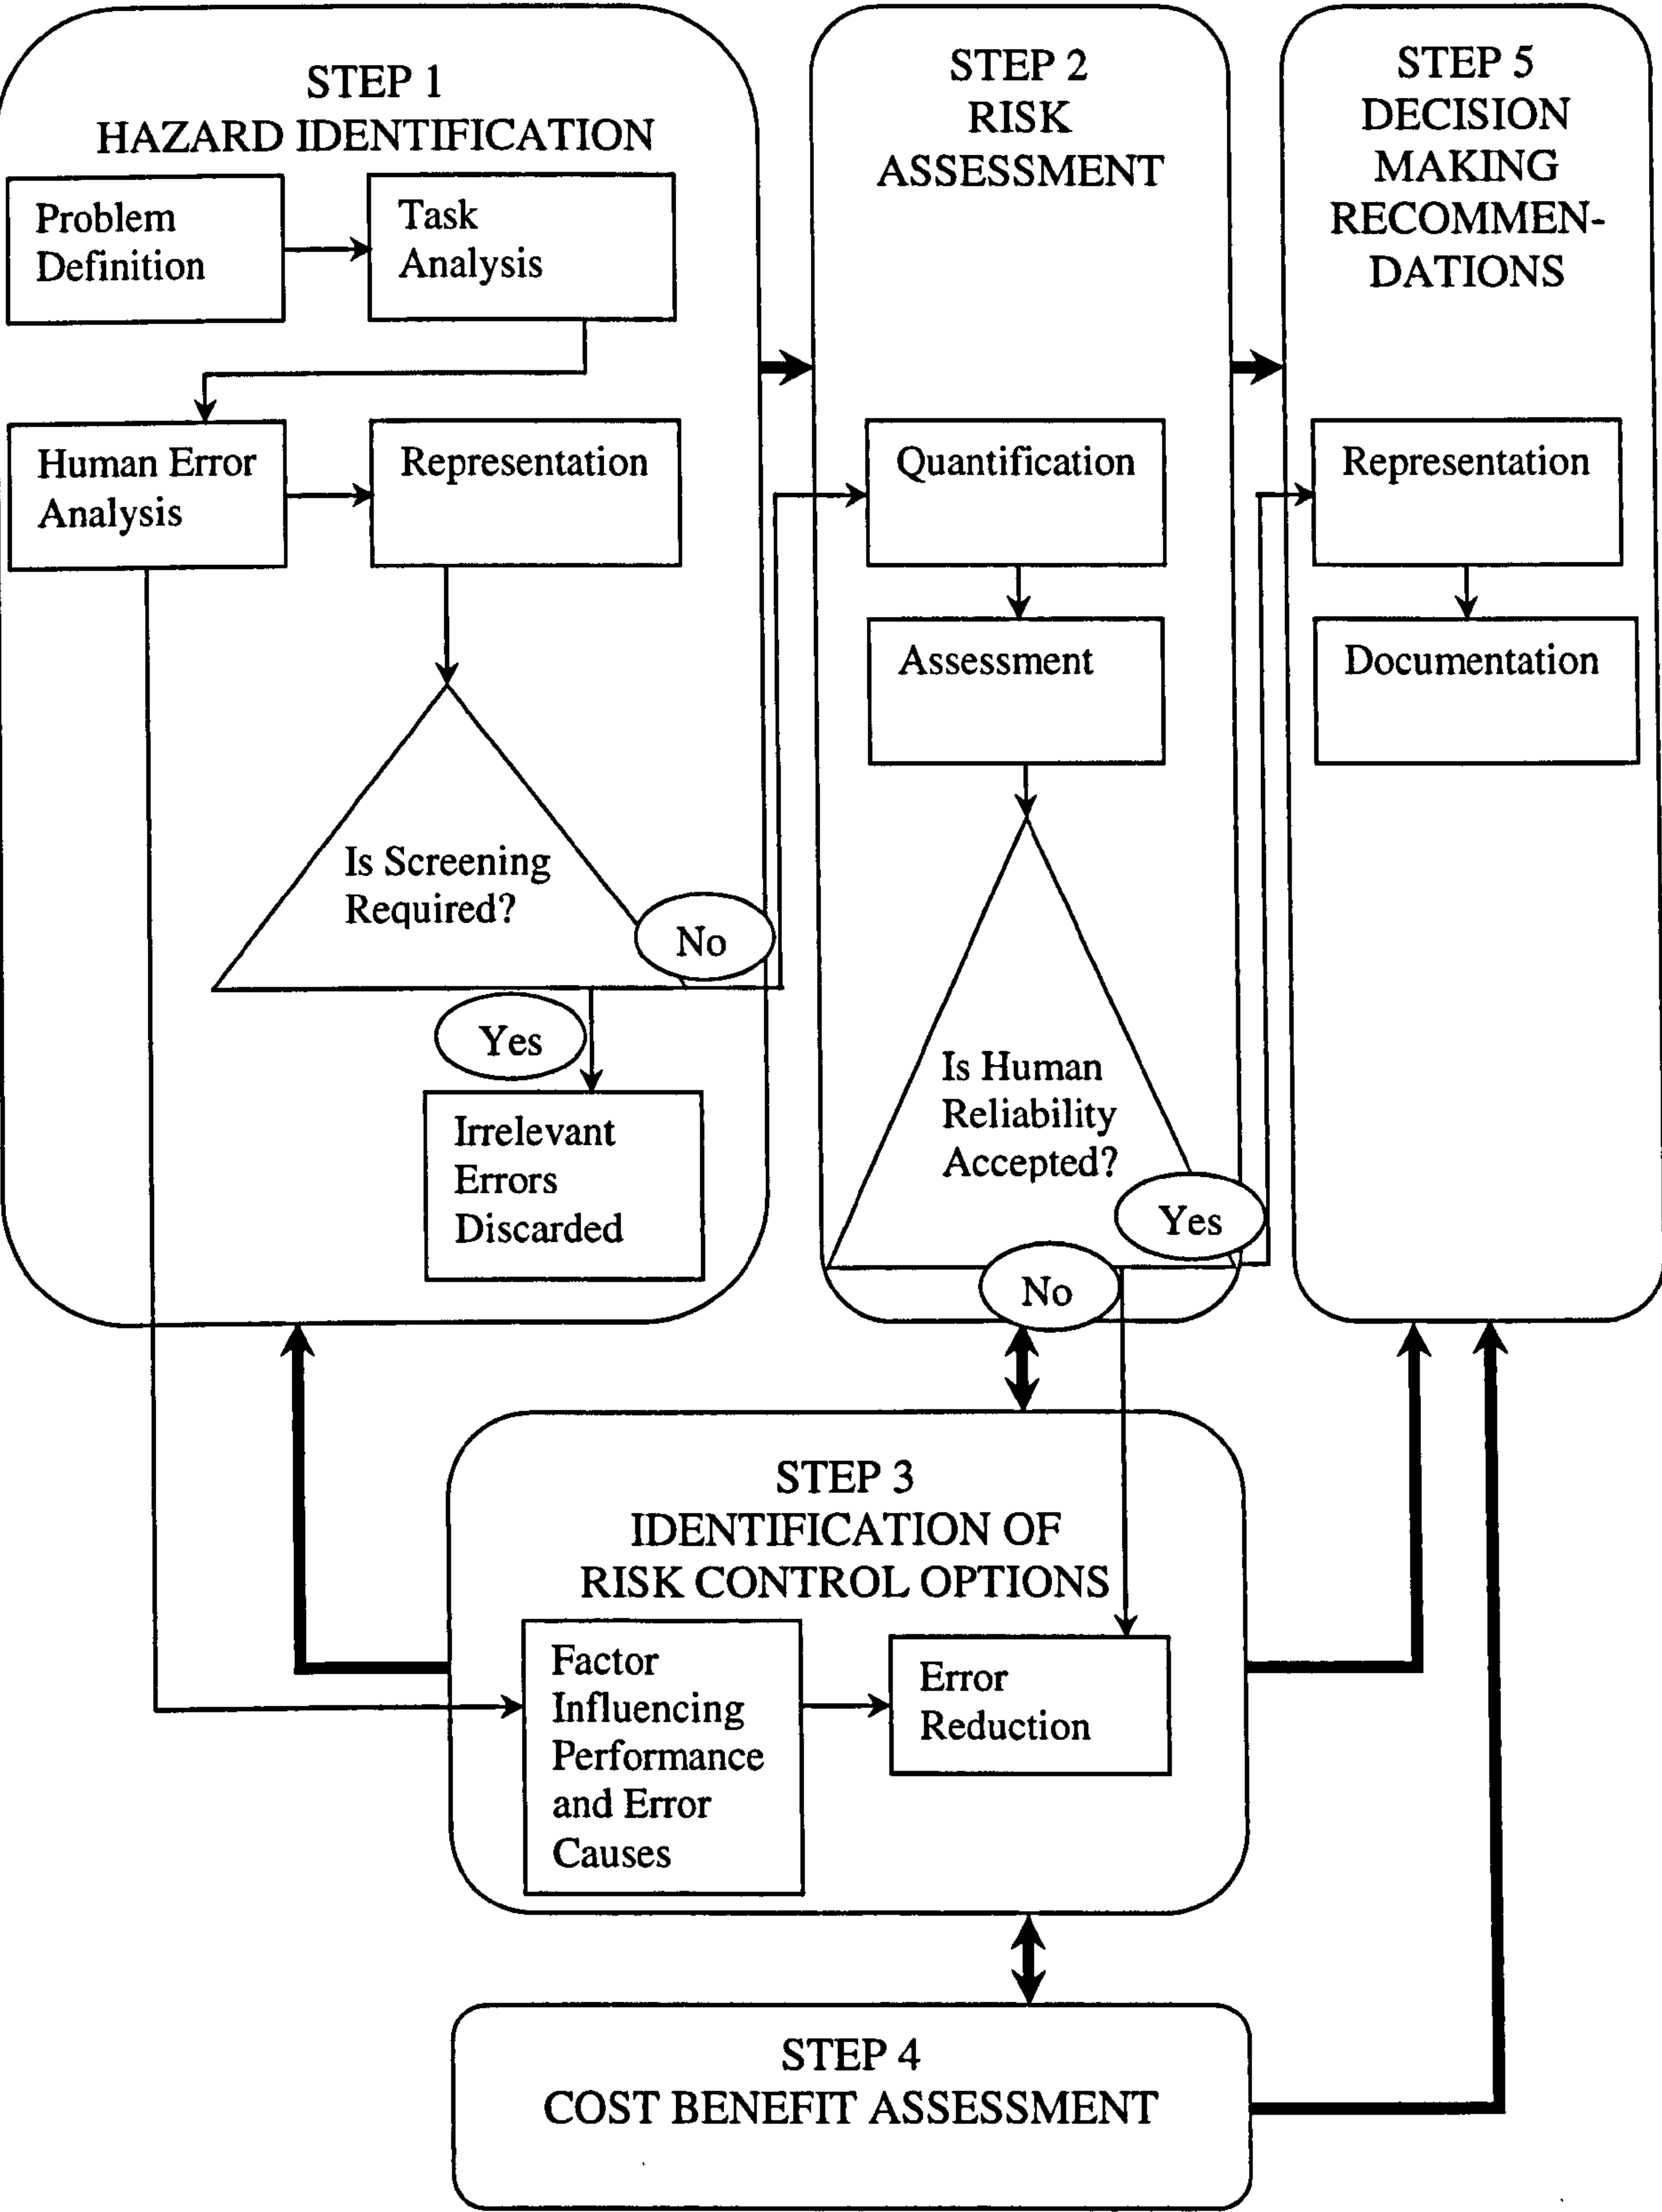 STEP 1
HAZARD IDENTIFICATION
Problem
Definition
Task
Analysis
Human Error
Analysis
Representation
Is Screening
Required?
No
Yes
Irrelevant
Errors
Discarded
STEP 2
RISK
ASSESSMENT
Quantification
Assessment
Is Human
Reliability
Accepted?
Yes
No
STEP 3
IDENTIFICATION OF
RISK CONTROL OPTIONS
Factor
Influencing
Performance
and Error
Causes
Error
Reduction
STEP 4
COST BENEFIT ASSESSMENT
STEP 5
DECISION
MAKING
RECOMMEN-
DATIONS
Representation
Documentation